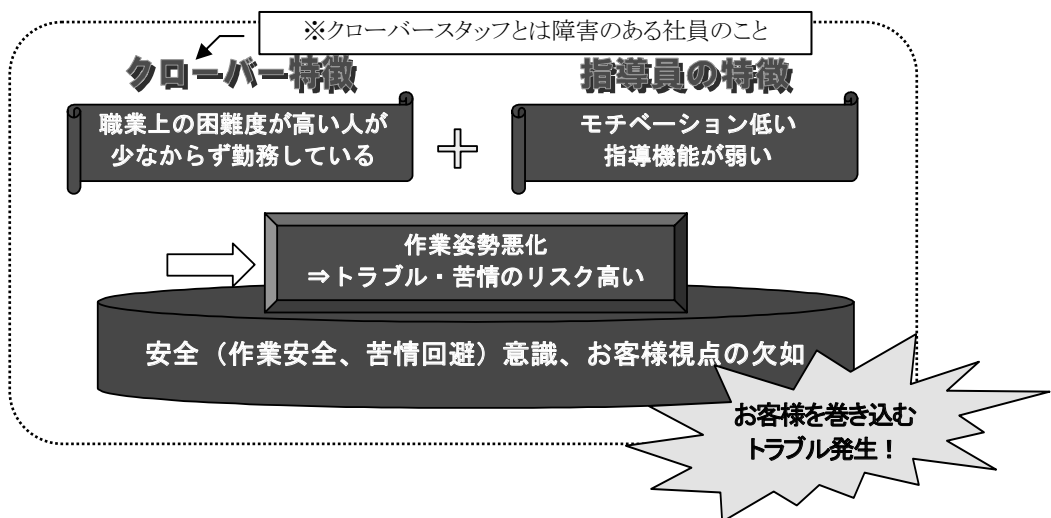 ※クローバースタッフとは障害のある社員のこと
クローバー特徴
指導員の特徴
職業上の困難度が高い人が
少なからず勤務している
モチベーション低い
指導機能が弱い
作業姿勢悪化
⇒トラブル・苦情のリスク高い
安全（作業安全、苦情回避）意識、お客様視点の欠如
お客様を巻き込む
トラブル発生！